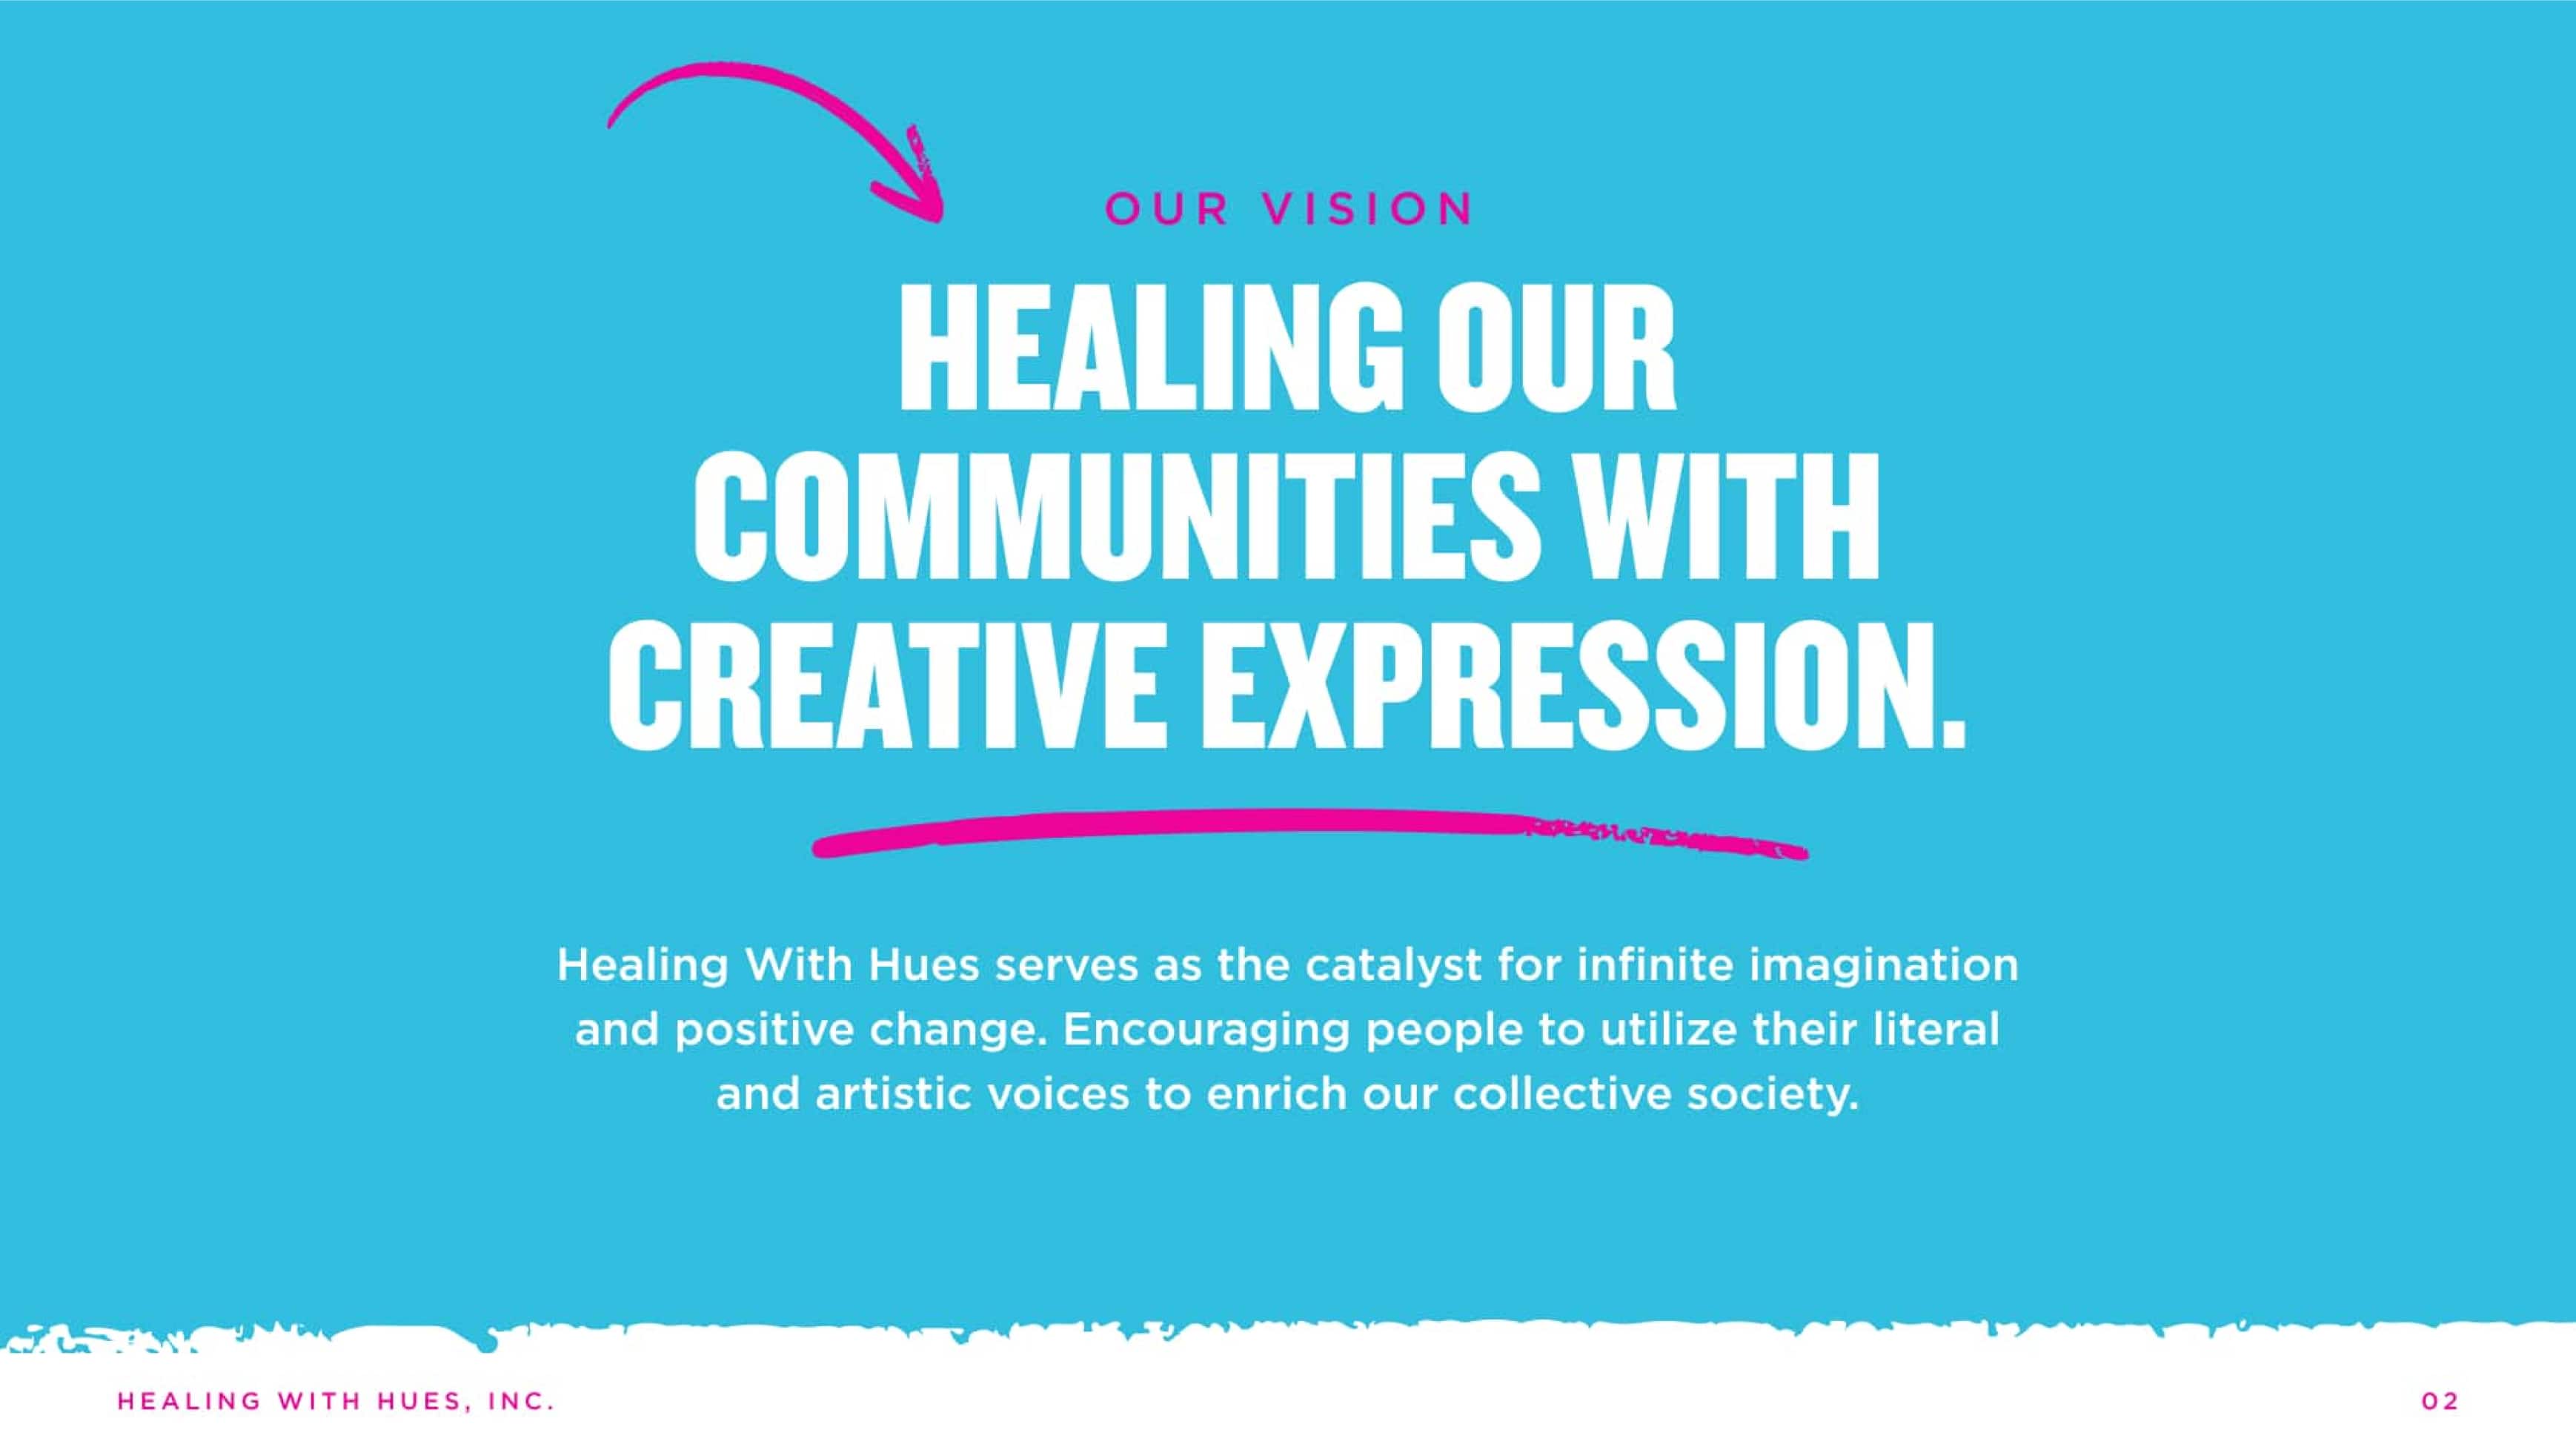 OUR VISION
HEALING OUR
COMMUNITIES WITH
CREATIVE EXPRESSION.
Healing With Hues serves as the catalyst for infinite imagination
and positive change. Encouraging people to utilize their literal
and artistic voices to enrich our collective society.
HEALING WITH HUES, INC.
02